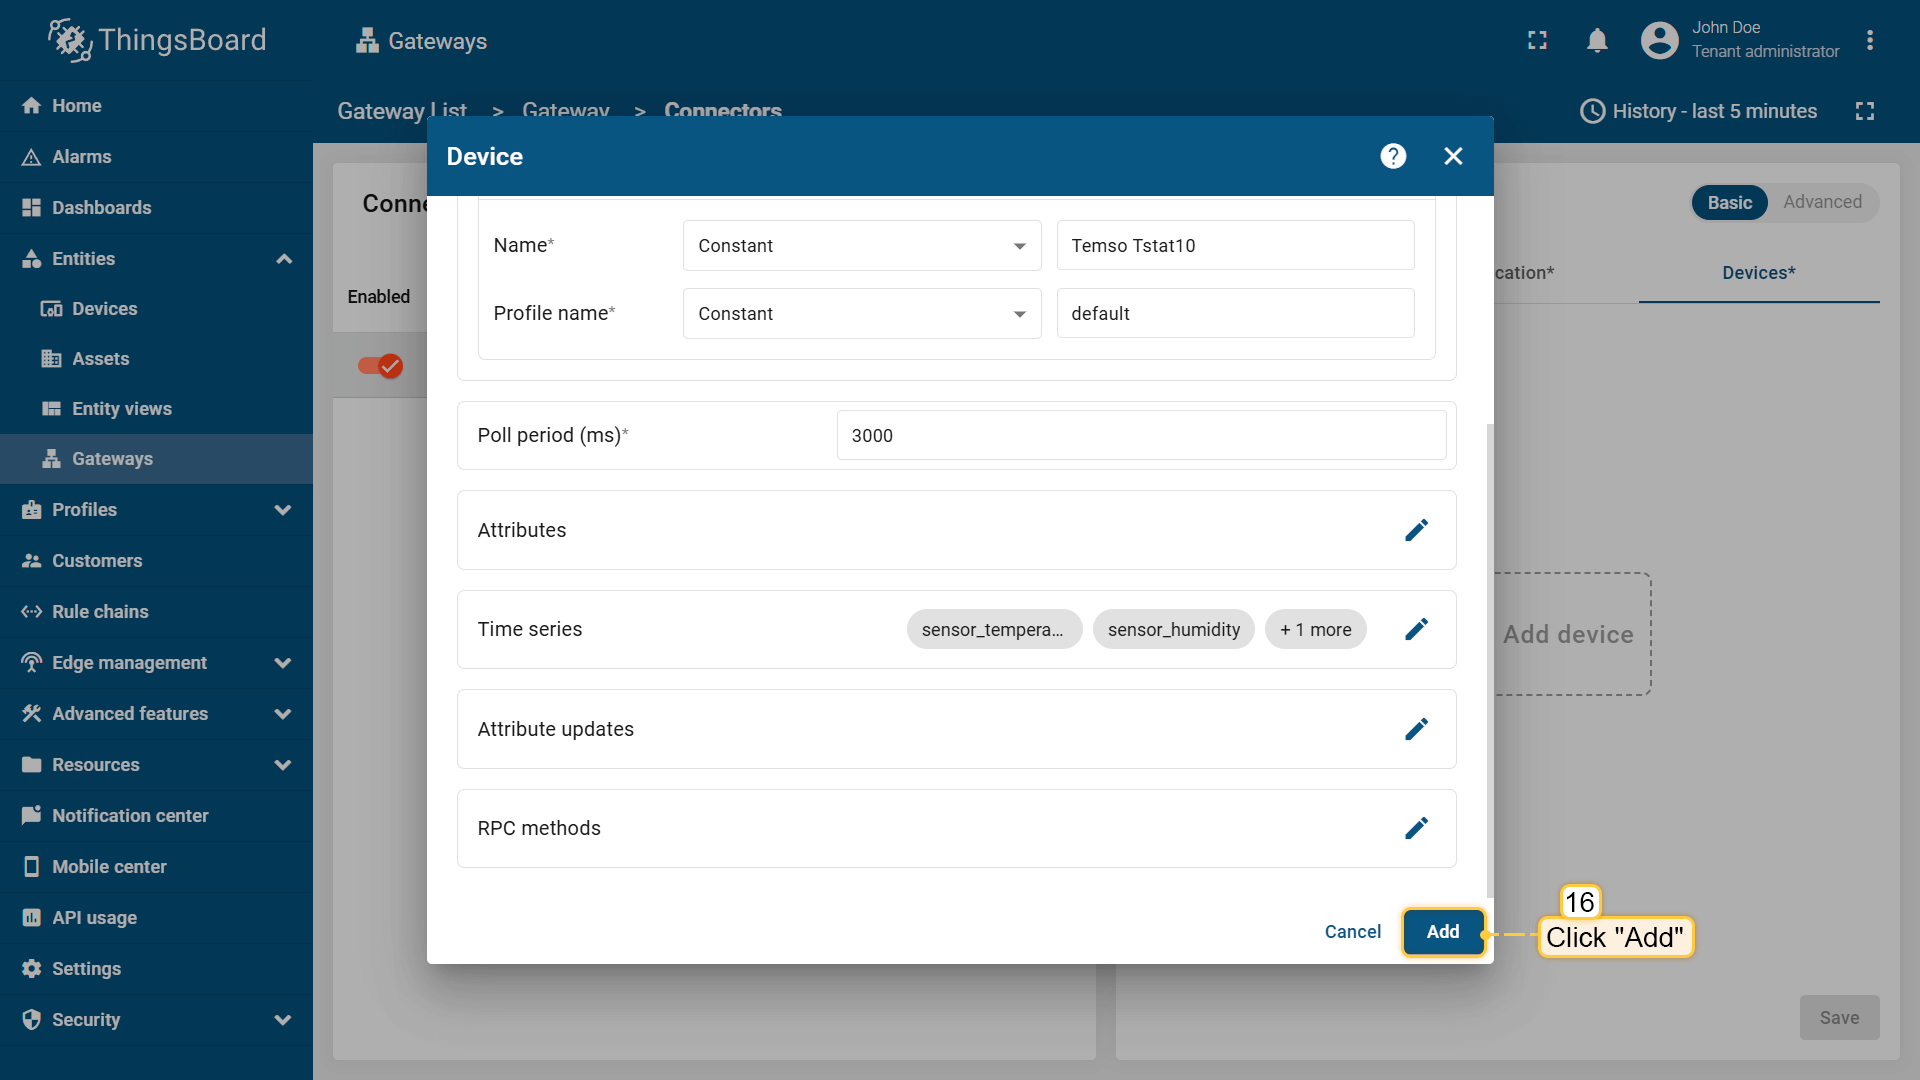 ThingsBoard
Gateways
John Doe
Tenant administrator
Home
Alarms
Dashboards
Entities
Devices
Assets
Entity views
Gateways
Profiles
Customers
Rule chains
Edge management
Advanced features
Resources
Notification center
Mobile center
API usage
Settings
Security
Gateway List > Gateway > Connectors
History - last 5 minutes
Conne
Enabled
Basic
Advanced
cation*
Devices*
Add device
Save
Device
Name*
Constant
Temso Tstat10
Profile name*
Constant
default
Poll period (ms)*
3000
Attributes
Time series
sensor_tempera...
sensor_humidity
+ 1 more
Attribute updates
RPC methods
Cancel
Add
16
Click "Add"